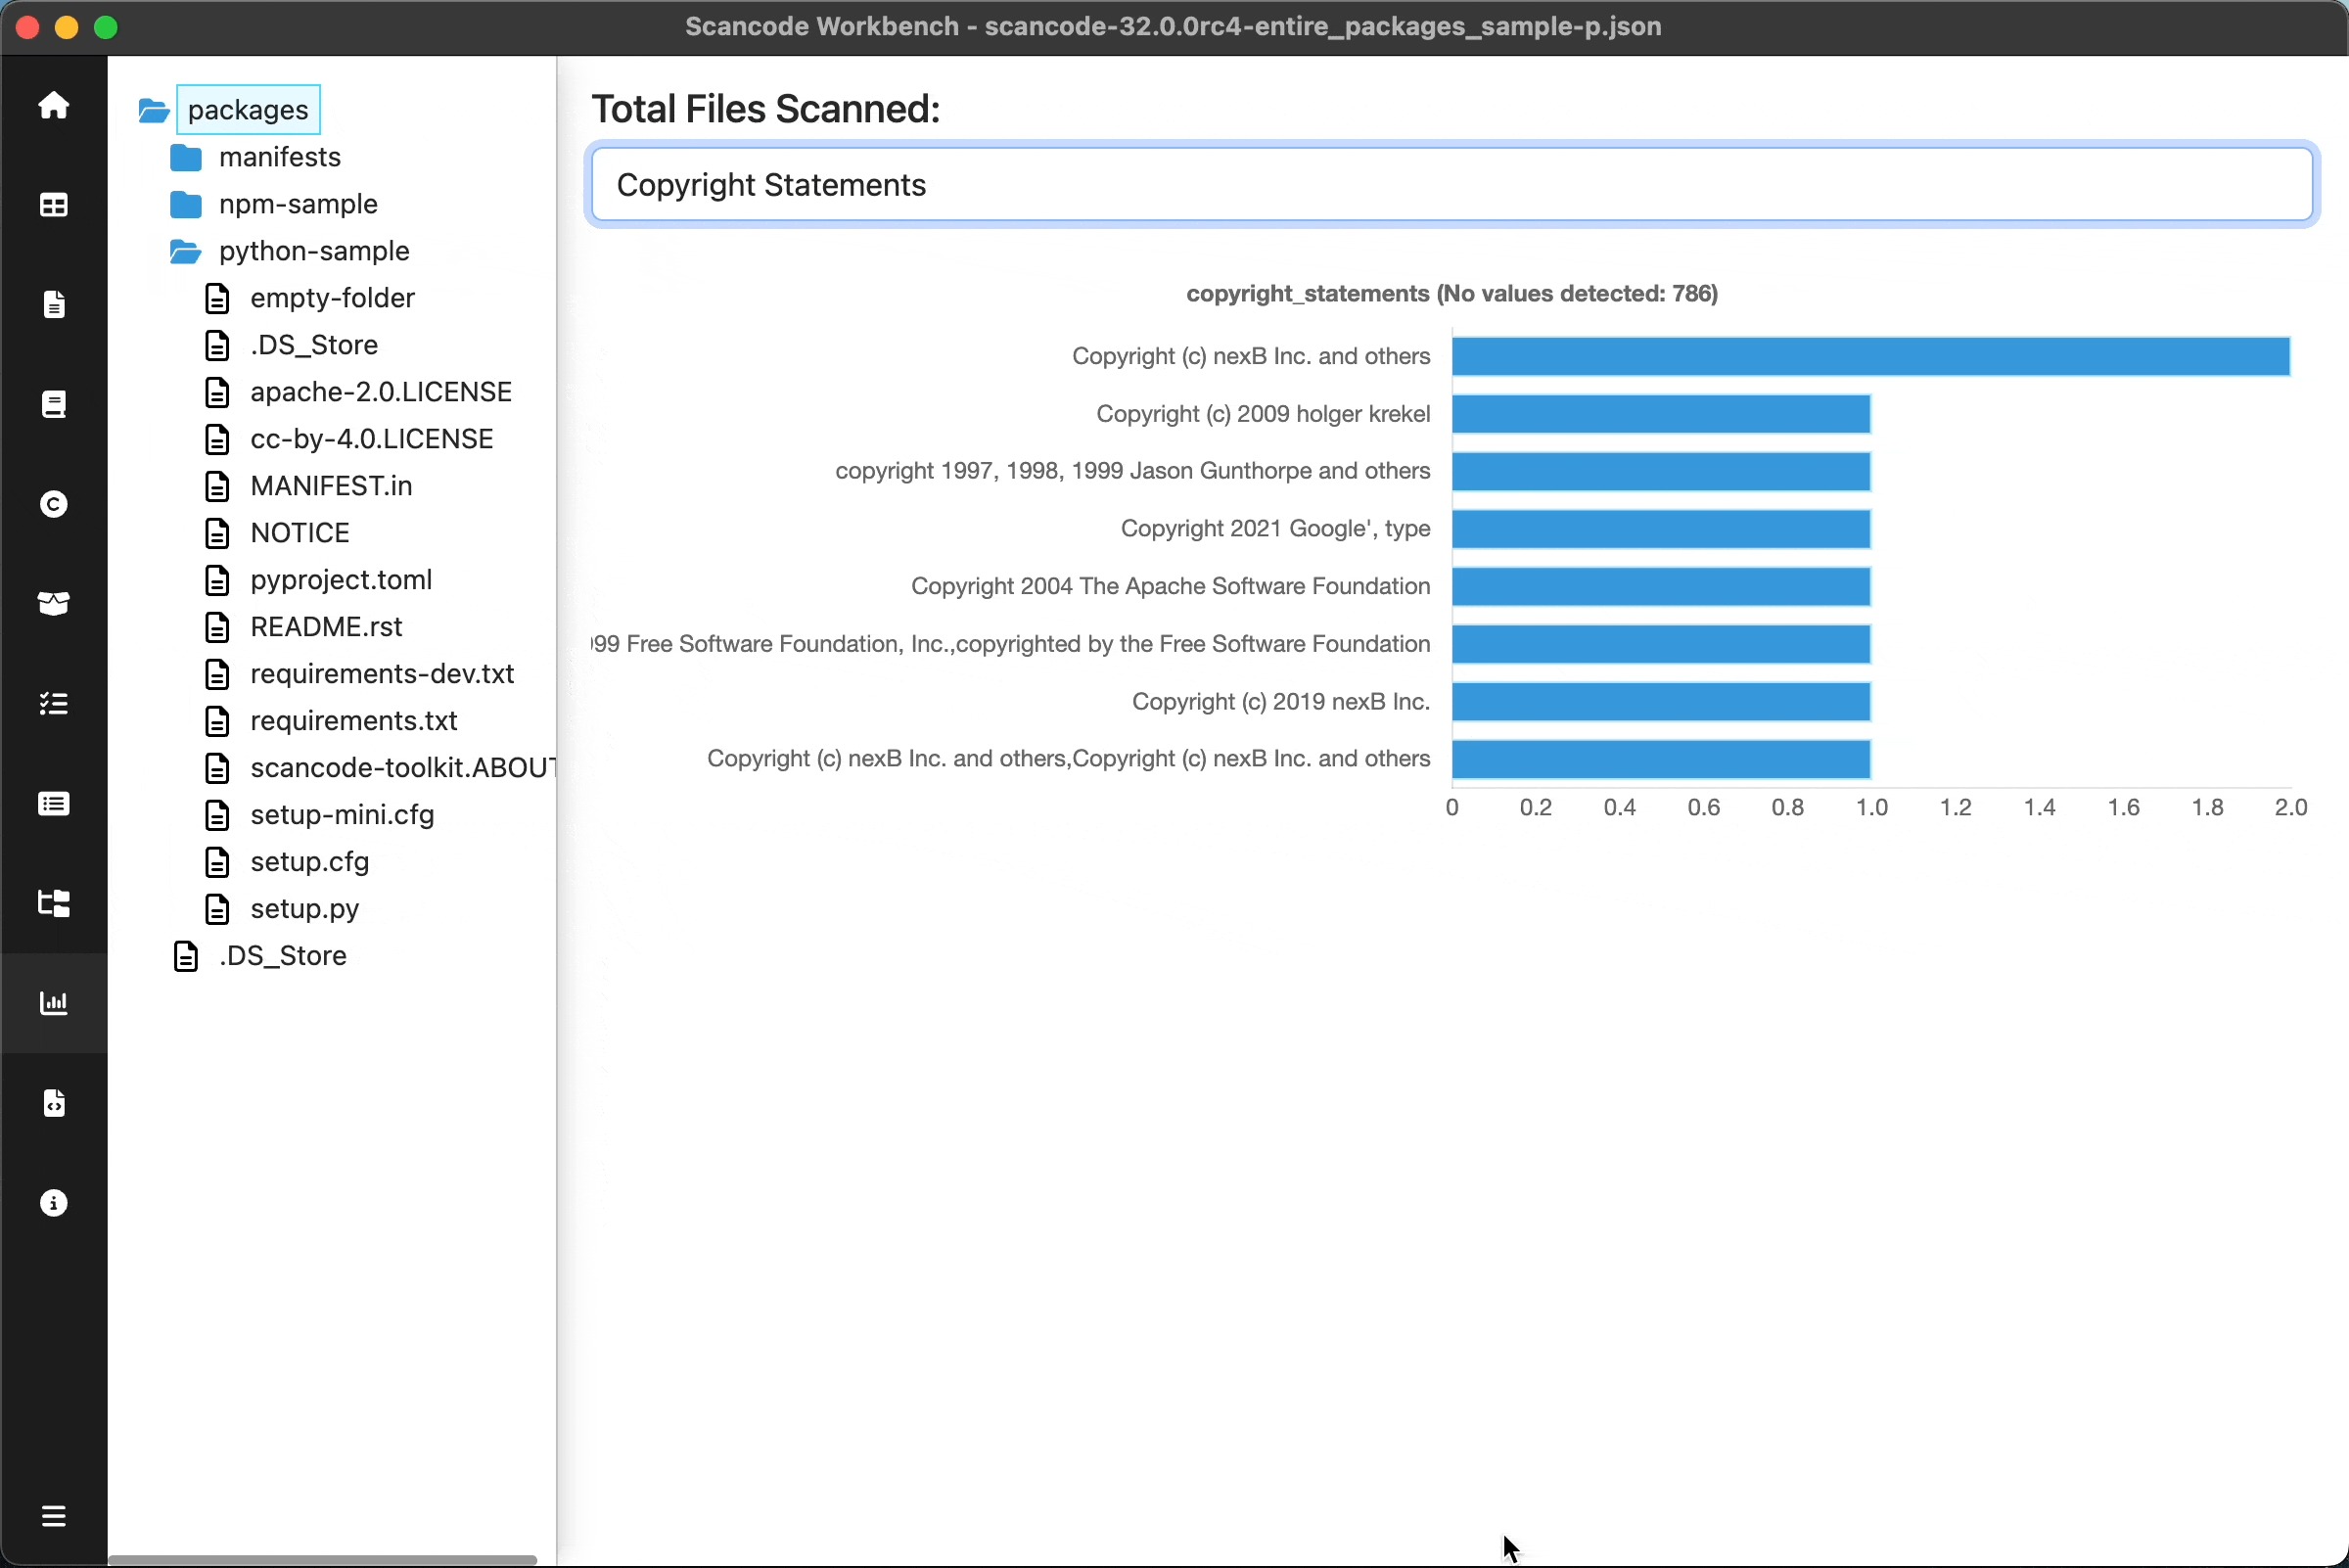 Scancode Workbench - scancode-32.0.0rc4-entire_packages_sample-p.json
packages
manifests
npm-sample
python-sample
empty-folder
.DS_Store
apache-2.0.LICENSE
cc-by-4.0.LICENSE
MANIFEST.in
NOTICE
pyproject.toml
README.rst
requirements-dev.txt
requirements.txt
scancode-toolkit.ABOUT
setup-mini.cfg
setup.cfg
setup.py
.DS_Store
Total Files Scanned:
Copyright Statements
copyright_statements (No values detected: 786)
Copyright (c) nexB Inc. and others
Copyright (c) 2009 holger krekel
copyright 1997, 1998, 1999 Jason Gunthorpe and others
Copyright 2021 Google', type
Copyright 2004 The Apache Software Foundation
99 Free Software Foundation, Inc.,copyrighted by the Free Software Foundation
Copyright (c) 2019 nexB Inc.
Copyright (c) nexB Inc. and others,Copyright (c) nexB Inc. and others
0 0.2 0.4 0.6 0.8 1.0 1.2 1.4 1.6 1.8 2.0